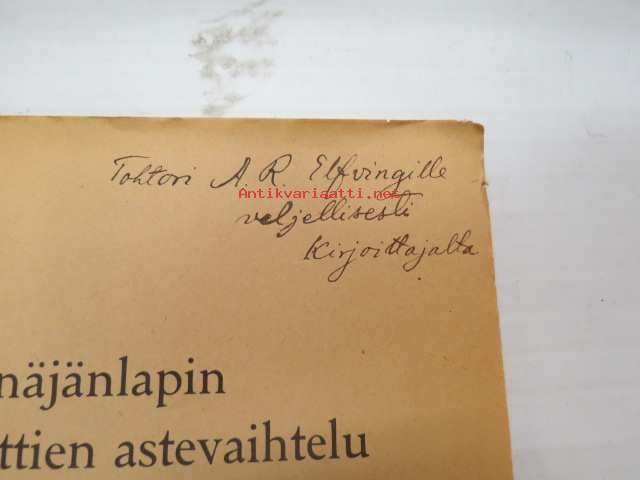 Tohtori A. R. Elfvingille
Antikvariaatti.net
veljellisesti
Kirjoittajalta
näjänlapin
ttien astevaihtelu